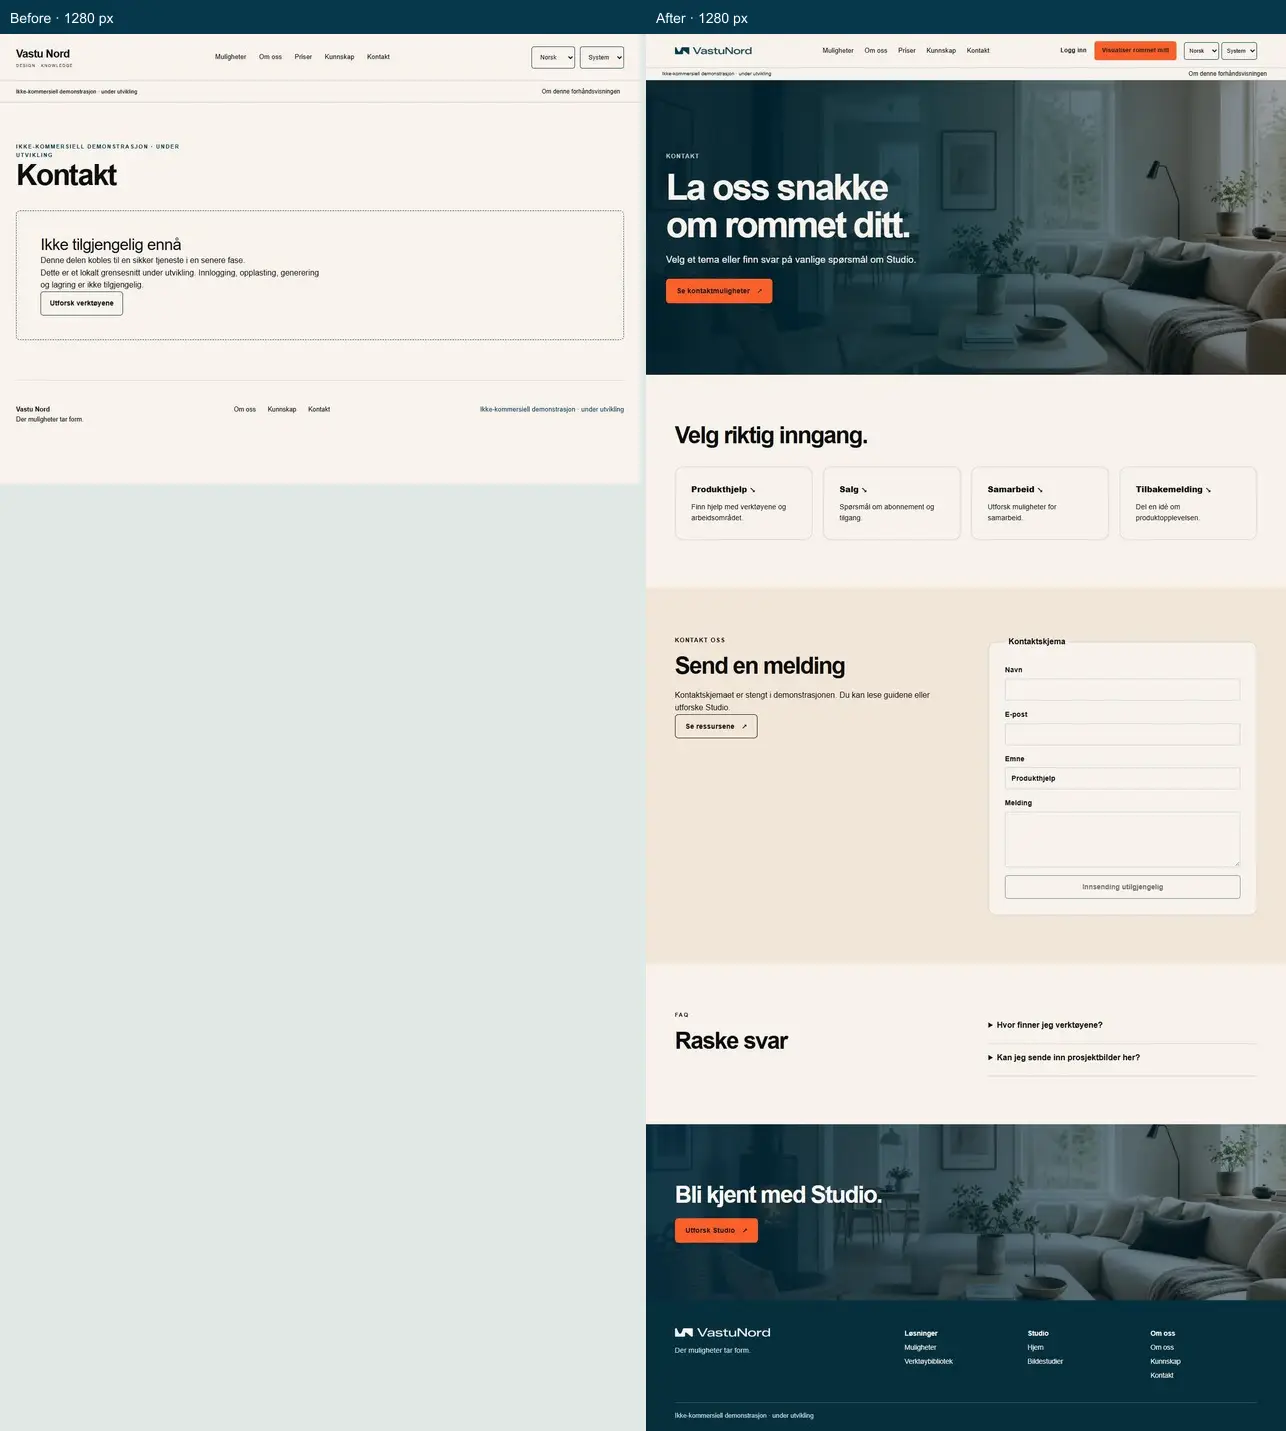 Before · 1280 px
Vastu Nord
DESIGN · KNOWLEDGE
Muligheter Om oss Priser Kunnskap Kontakt
Norsk System
Ikke-kommersiell demonstrasjon · under utvikling
Om denne forhåndsvisningen
IKKE-KOMMERSIELL DEMONSTRASJON · UNDER
UTVIKLING
Kontakt
Ikke tilgjengelig ennå
Denne delen kobles til en sikker tjeneste i en senere fase.
Dette er et lokalt grensesnitt under utvikling. Innlogging, opplasting, generering
og lagring er ikke tilgjengelig.
Utforsk verktøyene
Vastu Nord
Der muligheter tar form.
Om oss Kunnskap Kontakt
Ikke-kommersiell demonstrasjon · under utvikling
After · 1280 px
VastuNord
Muligheter Om oss Priser Kunnskap Kontakt
Logg inn
Visualiser rommet ditt
Norsk System
Ikke-kommersiell demonstrasjon · under utvikling
Om denne forhåndsvisningen
KONTAKT
La oss snakke
om rommet ditt.
Velg et tema eller finn svar på vanlige spørsmål om Studio.
Se kontaktmuligheter ↗
Velg riktig inngang.
Produkthjelp ↘
Finn hjelp med verktøyene og
arbeidsområdet.
Salg ↘
Spørsmål om abonnement og
tilgang.
Samarbeid ↘
Utforsk muligheter for
samarbeid.
Tilbakemelding ↘
Del en idé om
produktopplevelsen.
KONTAKT OSS
Send en melding
Kontaktskjemaet er stengt i demonstrasjonen. Du kan lese guidene eller
utforske Studio.
Se ressursene ↗
Kontaktskjema
Navn
E-post
Emne
Produkthjelp
Melding
Innsending utilgjengelig
FAQ
Raske svar
▶ Hvor finner jeg verktøyene?
▶ Kan jeg sende inn prosjektbilder her?
Bli kjent med Studio.
Utforsk Studio ↗
VastuNord
Der muligheter tar form.
Løsninger
Muligheter
Verktøybibliotek
Studio
Hjem
Bildestudier
Om oss
Om oss
Kunnskap
Kontakt
Ikke-kommersiell demonstrasjon · under utvikling